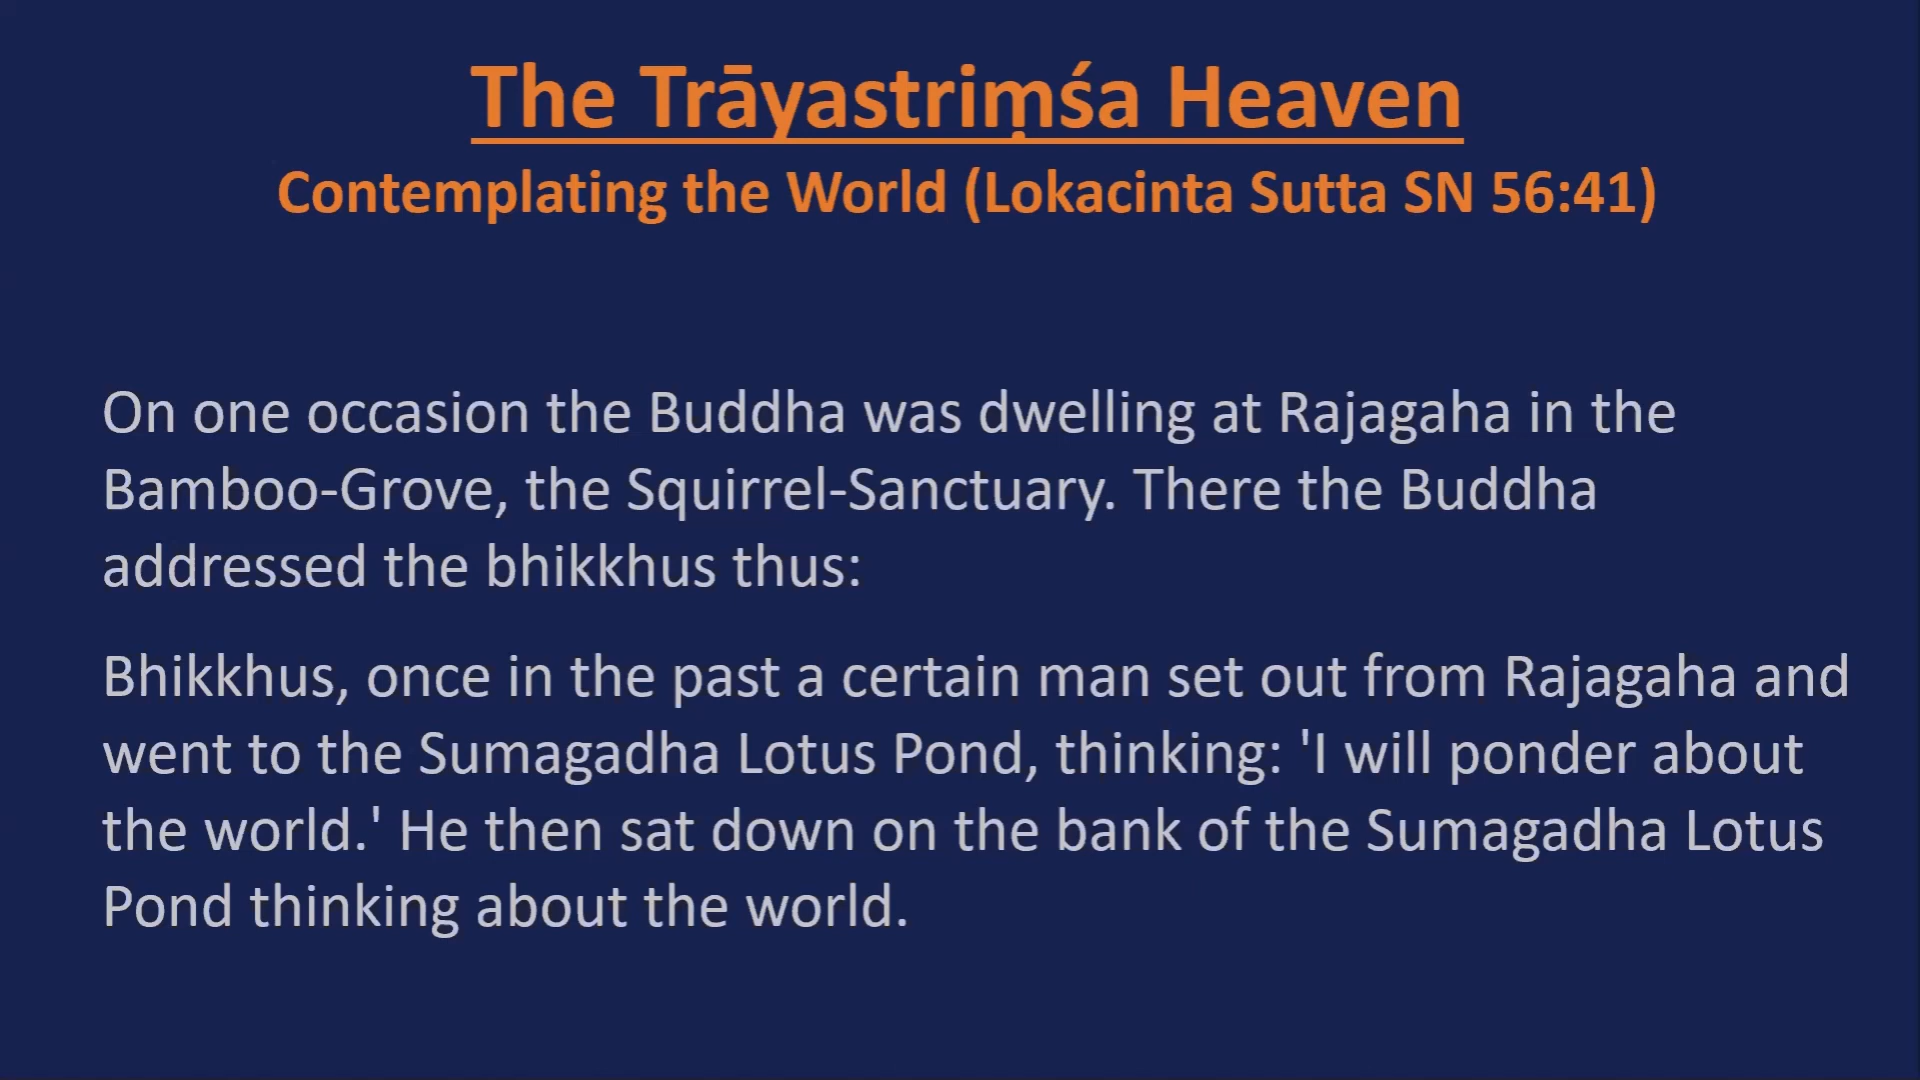 The Trāyastriṃśa Heaven
Contemplating the World (Lokacinta Sutta SN 56:41)
On one occasion the Buddha was dwelling at Rajagaha in the
Bamboo-Grove, the Squirrel-Sanctuary. There the Buddha
addressed the bhikkhus thus:
Bhikkhus, once in the past a certain man set out from Rajagaha and
went to the Sumagadha Lotus Pond, thinking: 'I will ponder about
the world.' He then sat down on the bank of the Sumagadha Lotus
Pond thinking about the world.